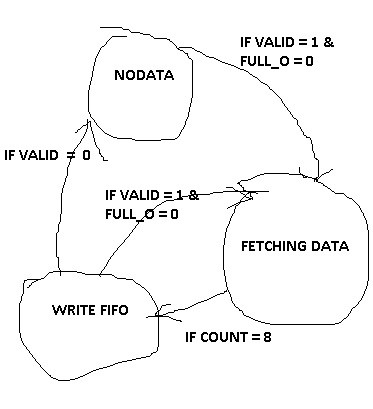 IF VALID = 1 &
FULL_O = 0
NODATA
IF VALID = 0
IF VALID = 1 &
FULL_O = 0
FETCHING DATA
WRITE FIFO
IF COUNT = 8